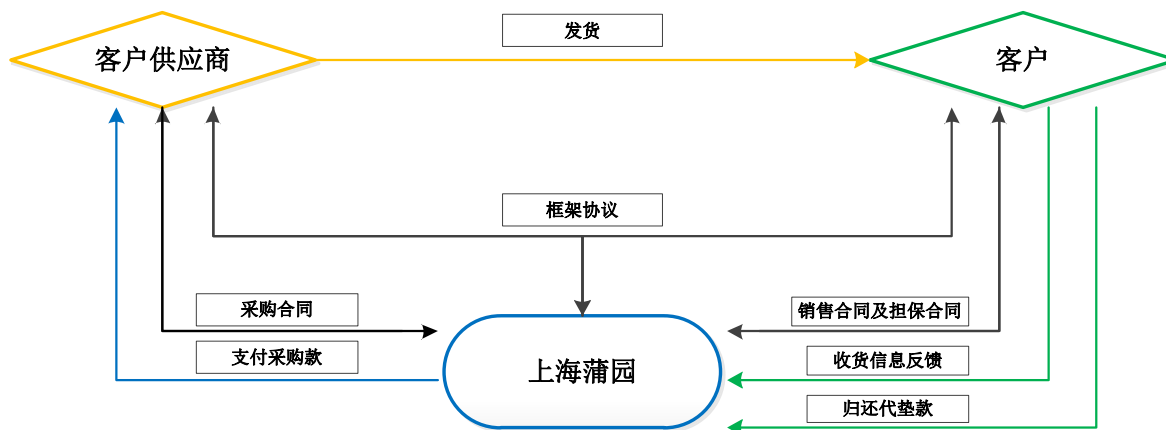 发货
客户供应商
客户
框架协议
采购合同
销售合同及担保合同
支付采购款
收货信息反馈
上海蒲园
归还代垫款